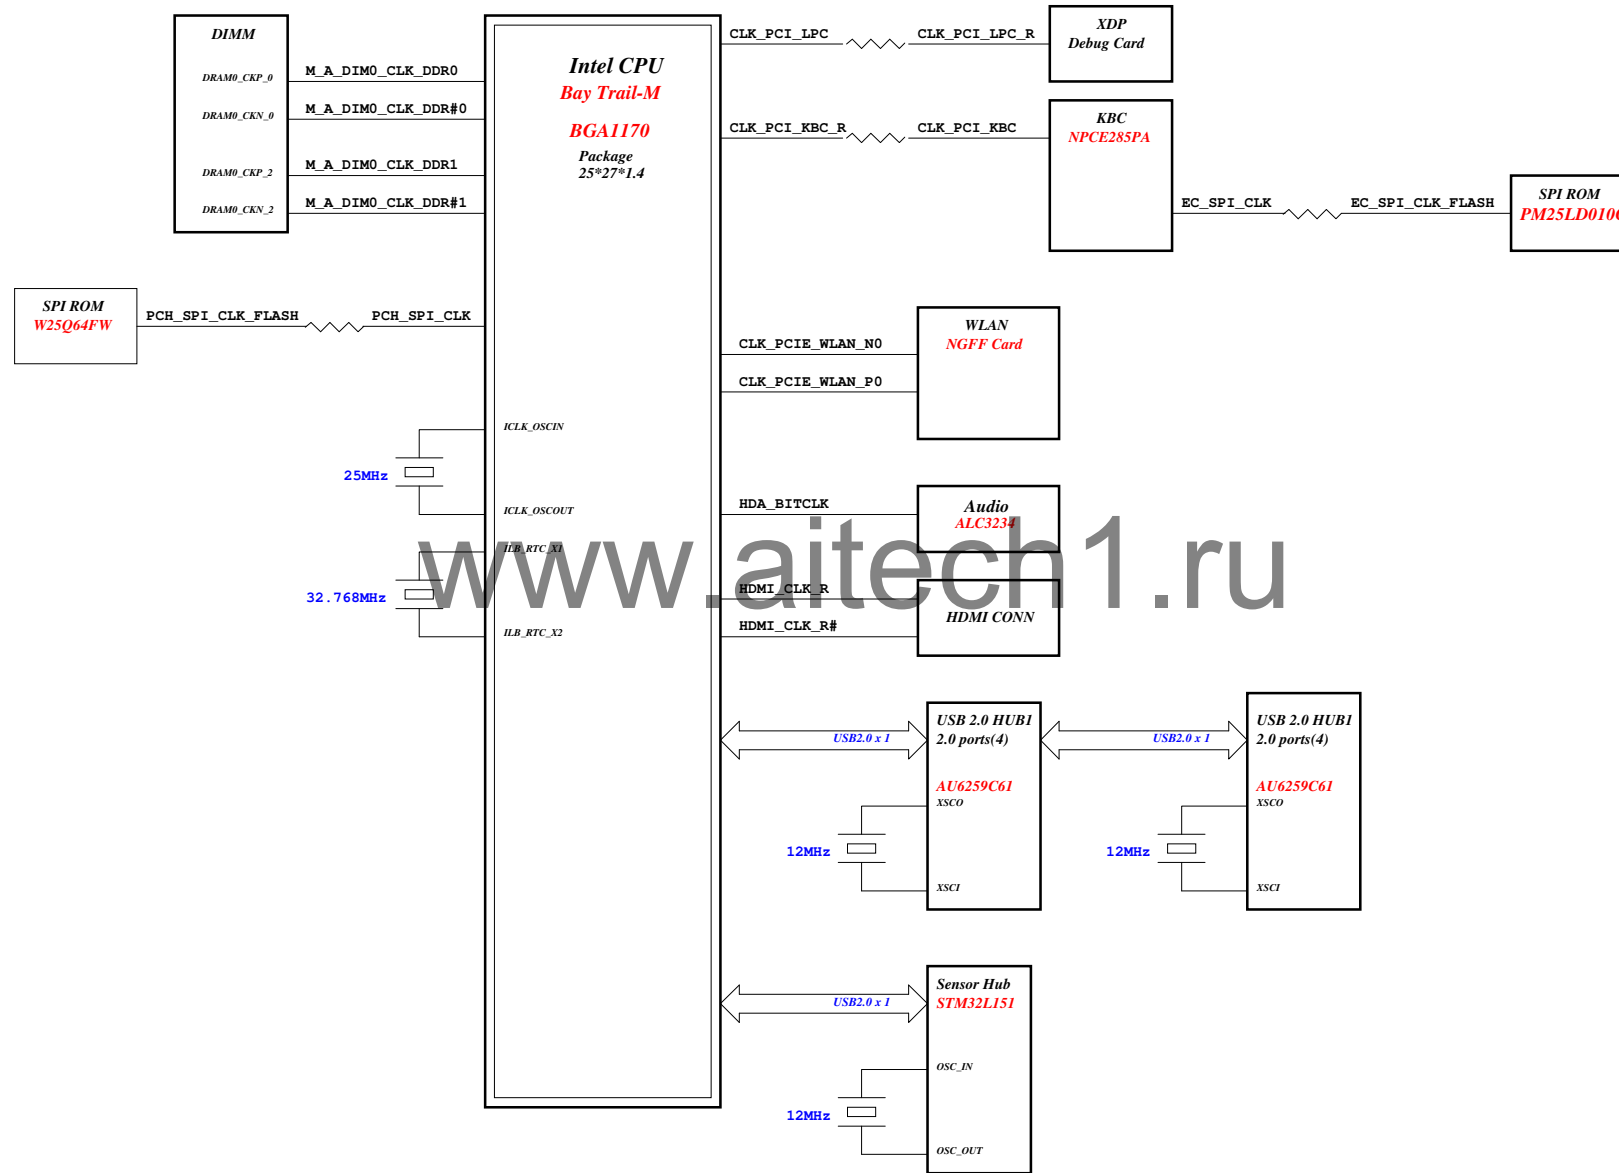 DIMM
DRAM0_CKP_0
DRAM0_CKN_0
DRAM0_CKP_2
DRAM0_CKN_2
M_A_DIM0_CLK_DDR0
M_A_DIM0_CLK_DDR#0
M_A_DIM0_CLK_DDR1
M_A_DIM0_CLK_DDR#1
SPI ROM
W25Q64FW
PCH_SPI_CLK_FLASH
PCH_SPI_CLK
25MHz
32.768MHz
Intel CPU
Bay Trail-M
BGA1170
Package
25*27*1.4
ICLK_OSCIN
ICLK_OSCOUT
ILB_RTC_X1
ILB_RTC_X2
CLK_PCI_LPC
CLK_PCI_LPC_R
XDP
Debug Card
CLK_PCI_KBC_R
CLK_PCI_KBC
KBC
NPCE285PA
EC_SPI_CLK
EC_SPI_CLK_FLASH
SPI ROM
PM25LD010C
CLK_PCIE_WLAN_N0
CLK_PCIE_WLAN_P0
WLAN
NGFF Card
HDA_BITCLK
Audio
ALC3234
www.aitech1.ru
HDMI_CLK_R
HDMI_CLK_R#
HDMI CONN
USB2.0 x 1
USB 2.0 HUB1
2.0 ports(4)
AU6259C61
XSCO
XSCI
12MHz
USB2.0 x 1
USB 2.0 HUB1
2.0 ports(4)
AU6259C61
XSCO
XSCI
12MHz
USB2.0 x 1
Sensor Hub
STM32L151
OSC_IN
OSC_OUT
12MHz